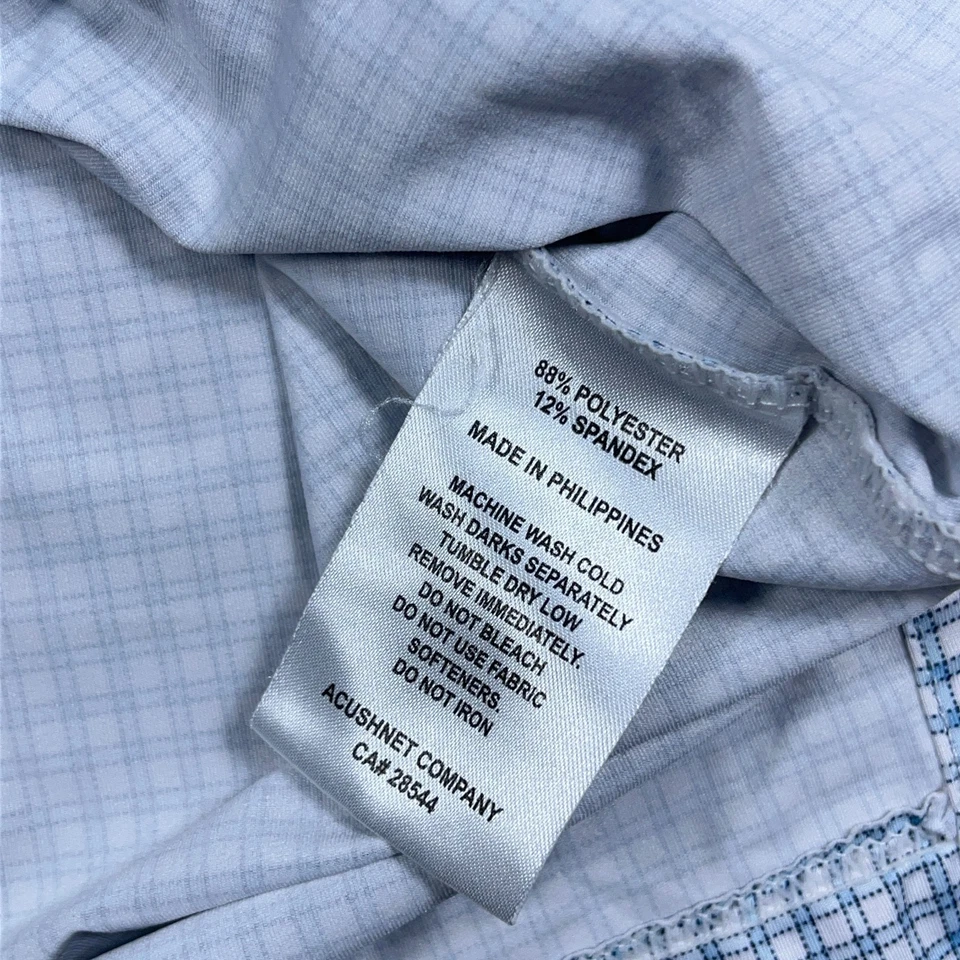 88% POLYESTER
12% SPANDEX
MADE IN PHILIPPINES
MACHINE WASH COLD
WASH DARKS SEPARATELY
TUMBLE DRY LOW
REMOVE IMMEDIATELY.
DO NOT BLEACH
DO NOT USE FABRIC
SOFTENERS.
DO NOT IRON
ACUSHNET COMPANY
CA# 28544